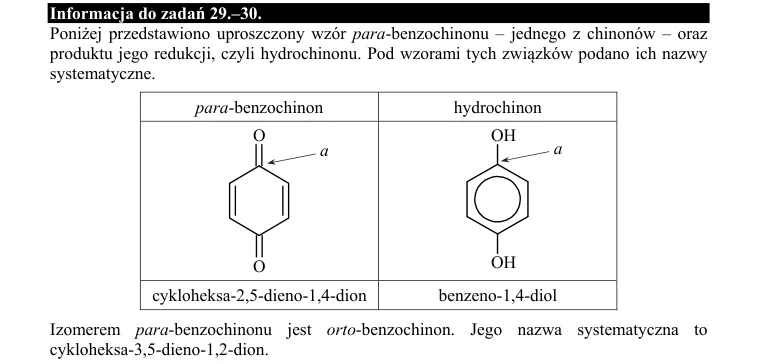 Informacja do zadań 29.–30.
Poniżej przedstawiono uproszczony wzór para-benzochinonu – jednego z chinonów – oraz
produktu jego redukcji, czyli hydrochinonu. Pod wzorami tych związków podano ich nazwy
systematyczne.
para-benzochinon hydrochinon
O OH
a a
O OH
cykloheksa-2,5-dieno-1,4-dion benzeno-1,4-diol
Izomerem para-benzochinonu jest orto-benzochinon. Jego nazwa systematyczna to
cykloheksa-3,5-dieno-1,2-dion.